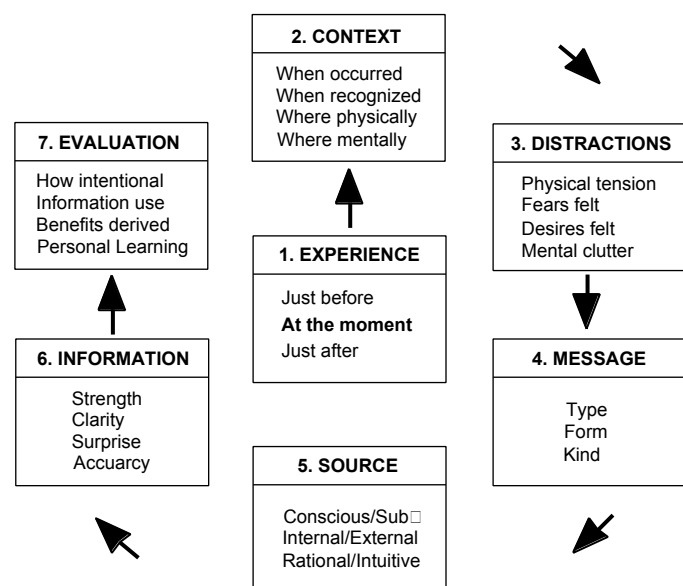 1. EXPERIENCE
Just before
At the moment
Just after
2. CONTEXT
When occurred
When recognized
Where physically
Where mentally
3. DISTRACTIONS
Physical tension
Fears felt
Desires felt
Mental clutter
4. MESSAGE
Type
Form
Kind
5. SOURCE
Conscious/Sub□
Internal/External
Rational/Intuitive
6. INFORMATION
Strength
Clarity
Surprise
Accuarcy
7. EVALUATION
How intentional
Information use
Benefits derived
Personal Learning